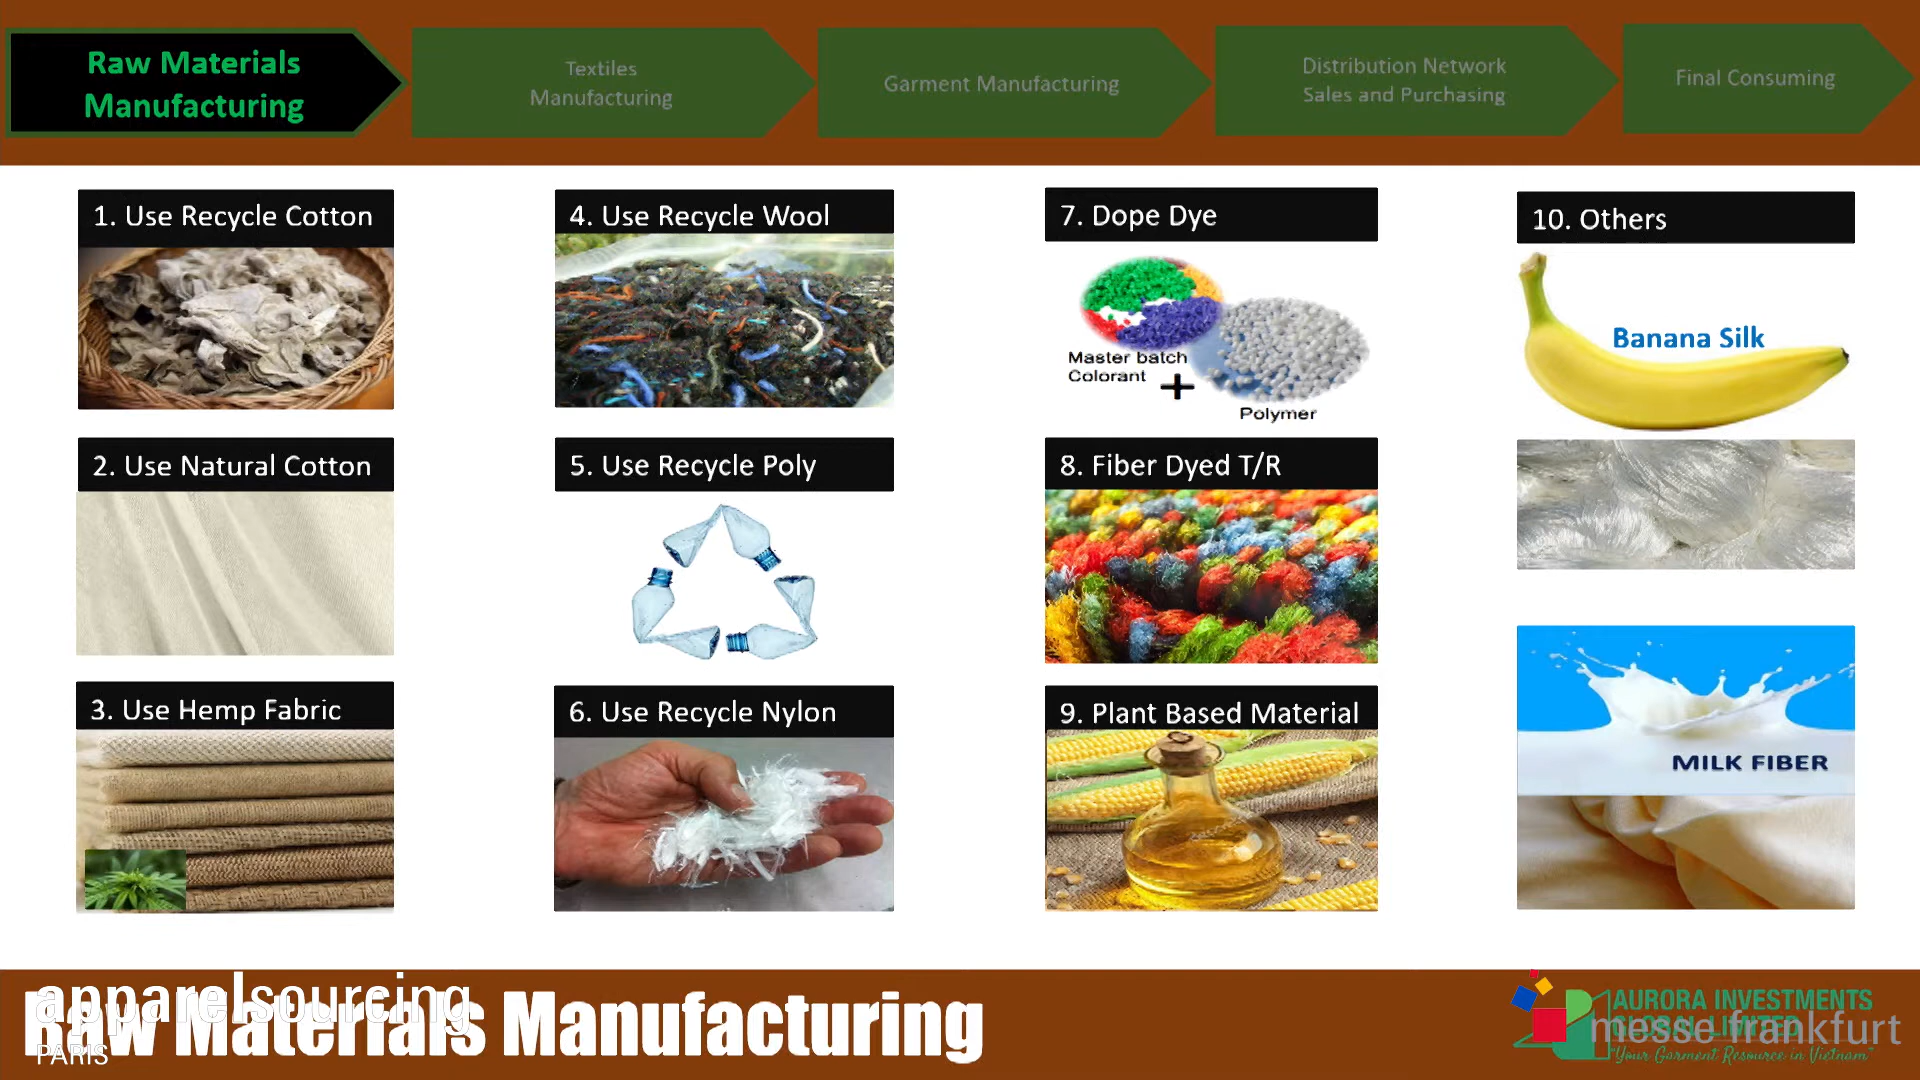 Raw Materials
Manufacturing
Textiles
Manufacturing
Garment Manufacturing
Distribution Network
Sales and Purchasing
Final Consuming
1. Use Recycle Cotton
4. Use Recycle Wool
7. Dope Dye
10. Others
Master batch
Colorant
+
Polymer
Banana Silk
2. Use Natural Cotton
5. Use Recycle Poly
8. Fiber Dyed T/R
3. Use Hemp Fabric
6. Use Recycle Nylon
9. Plant Based Material
MILK FIBER
apparelsourcing
PARIS
Raw Materials Manufacturing
AURORA INVESTMENTS
GLOBAL LIMITED
messe frankfurt
"Your Garment Resource in Vietnam"